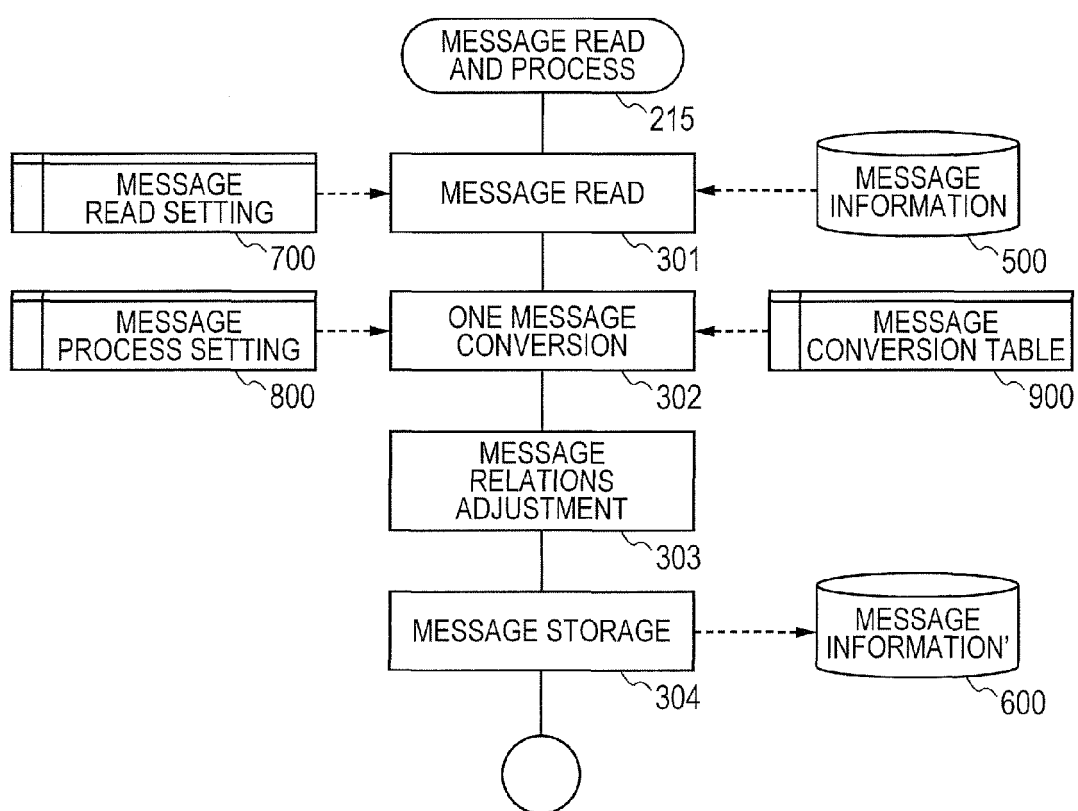 MESSAGE READ
AND PROCESS
215
MESSAGE
READ SETTING
700
MESSAGE READ
301
MESSAGE
INFORMATION
500
MESSAGE
PROCESS SETTING
800
ONE MESSAGE
CONVERSION
302
MESSAGE
CONVERSION TABLE
900
MESSAGE
RELATIONS
ADJUSTMENT
303
MESSAGE STORAGE
304
MESSAGE
INFORMATION'
600